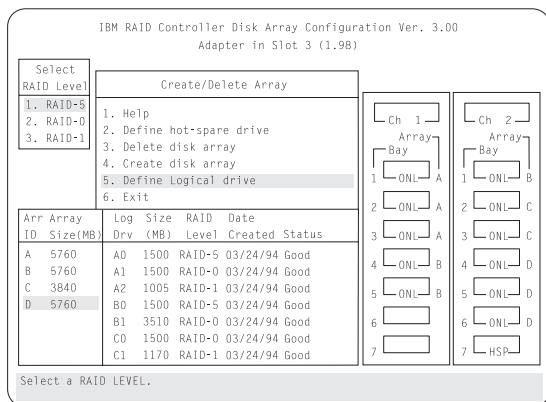 IBM RAID Controller Disk Array Configuration Ver. 3.00
Adapter in Slot 3 (1.98)
Select
RAID Level
1. RAID-5
2. RAID-0
3. RAID-1
Create/Delete Array
1. Help
2. Define hot-spare drive
3. Delete disk array
4. Create disk array
5. Define Logical drive
6. Exit
Arr Array
ID Size(MB)
A 5760
B 5760
C 3840
D 5760
Log Size RAID Date
Drv (MB) Level Created Status
A0 1500 RAID-5 03/24/94 Good
A1 1500 RAID-0 03/24/94 Good
A2 1005 RAID-1 03/24/94 Good
B0 1500 RAID-5 03/24/94 Good
B1 3510 RAID-0 03/24/94 Good
C0 1500 RAID-0 03/24/94 Good
C1 1170 RAID-1 03/24/94 Good
Ch 1
Array
Bay
1 ONL A
2 ONL A
3 ONL A
4 ONL B
5 ONL B
6
7
Ch 2
Array
Bay
1 ONL B
2 ONL C
3 ONL C
4 ONL D
5 ONL D
6 ONL D
7 HSP
Select a RAID LEVEL.